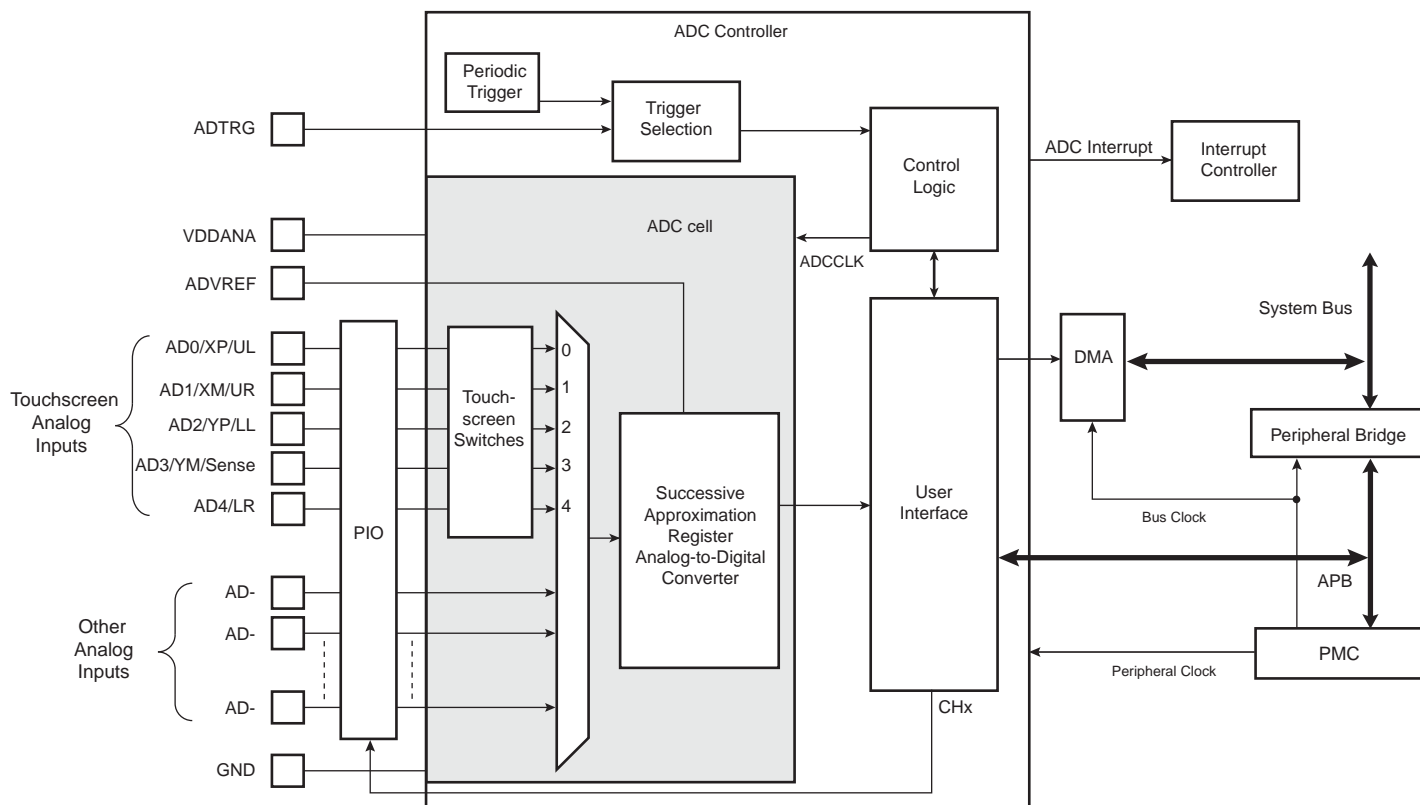 ADC Controller
Periodic
Trigger
Trigger
Selection
ADTRG
Control
Logic
ADC Interrupt
Interrupt
Controller
VDDANA
ADC cell
ADCCLK
ADVREF
System Bus
Touchscreen
Analog
Inputs
AD0/XP/UL
AD1/XM/UR
AD2/YP/LL
AD3/YM/Sense
AD4/LR
PIO
Touch-
screen
Switches
0
1
2
3
4
Successive
Approximation
Register
Analog-to-Digital
Converter
User
Interface
DMA
Peripheral Bridge
Bus Clock
APB
Other
Analog
Inputs
AD-
AD-
AD-
Peripheral Clock
PMC
CHx
GND